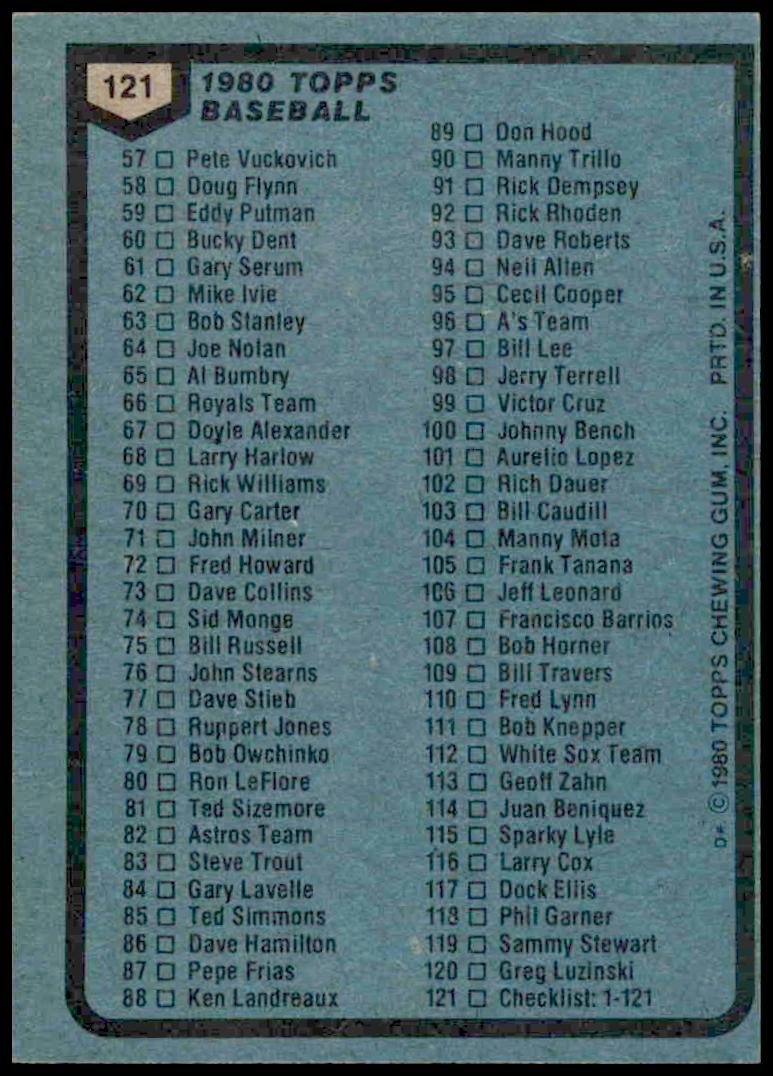 121
1980 TOPPS
BASEBALL
57 Pete Vuckovich
58 Doug Flynn
59 Eddy Putman
60 Bucky Dent
61 Gary Serum
62 Mike Ivie
63 Bob Stanley
64 Joe Nolan
65 Al Bumbry
66 Royals Team
67 Doyle Alexander
68 Larry Harlow
69 Rick Williams
70 Gary Carter
71 John Milner
72 Fred Howard
73 Dave Collins
74 Sid Monge
75 Bill Russell
76 John Stearns
77 Dave Stieb
78 Ruppert Jones
79 Bob Owchinko
80 Ron LeFlore
81 Ted Sizemore
82 Astros Team
83 Steve Trout
84 Gary Lavelle
85 Ted Simmons
86 Dave Hamilton
87 Pepe Frias
88 Ken Landreaux
89 Don Hood
90 Manny Trillo
91 Rick Dempsey
92 Rick Rhoden
93 Dave Roberts
94 Neil Allen
95 Cecil Cooper
96 A's Team
97 Bill Lee
98 Jerry Terrell
99 Victor Cruz
100 Johnny Bench
101 Aurelio Lopez
102 Rich Dauer
103 Bill Caudill
104 Manny Mota
105 Frank Tanana
106 Jeff Leonard
107 Francisco Barrios
108 Bob Horner
109 Bill Travers
110 Fred Lynn
111 Bob Knepper
112 White Sox Team
113 Geoff Zahn
114 Juan Beniquez
115 Sparky Lyle
116 Larry Cox
117 Dock Ellis
118 Phil Garner
119 Sammy Stewart
120 Greg Luzinski
121 Checklist: 1-121
D* © 1980 TOPPS CHEWING GUM, INC. PRTD. IN U.S.A.